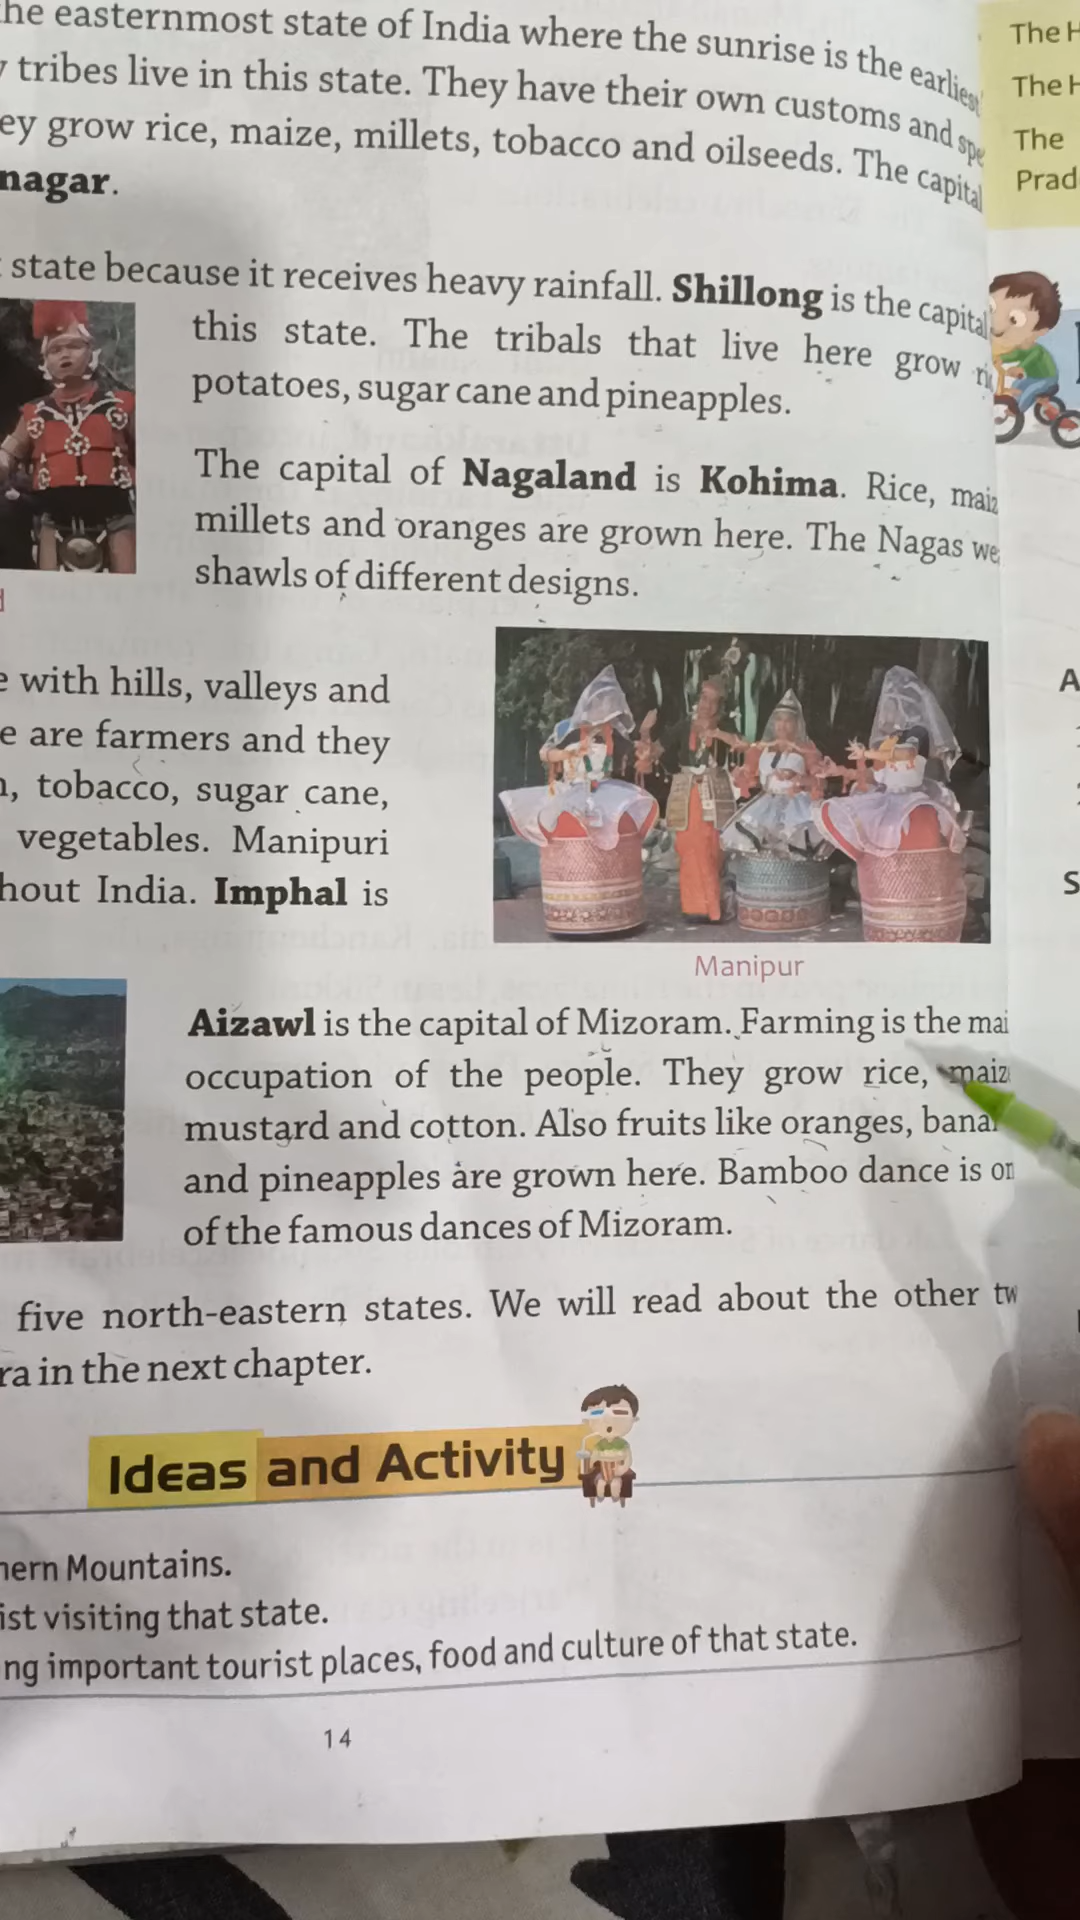 he easternmost state of India where the sunrise is the earliest
tribes live in this state. They have their own customs and
ey grow rice, maize, millets, tobacco and oilseeds. The capital
nagar.
state because it receives heavy rainfall. Shillong is the capital
this state. The tribals that live here grow
potatoes, sugar cane and pineapples.
The capital of Nagaland is Kohima. Rice, maiz
millets and oranges are grown here. The Nagas we
shawls of different designs.
e with hills, valleys and
e are farmers and they
tobacco, sugar cane,
vegetables. Manipuri
hout India. Imphal is
Manipur
Aizawl is the capital of Mizoram. Farming is the mai
occupation of the people. They grow rice, maiz
mustard and cotton. Also fruits like oranges, bana
and pineapples are grown here. Bamboo dance is on
of the famous dances of Mizoram.
five north-eastern states. We will read about the other tw
ra in the next chapter.
Ideas and Activity
hern Mountains.
ist visiting that state.
ng important tourist places, food and culture of that state.
14
The H
The H
The
Prad
A
S